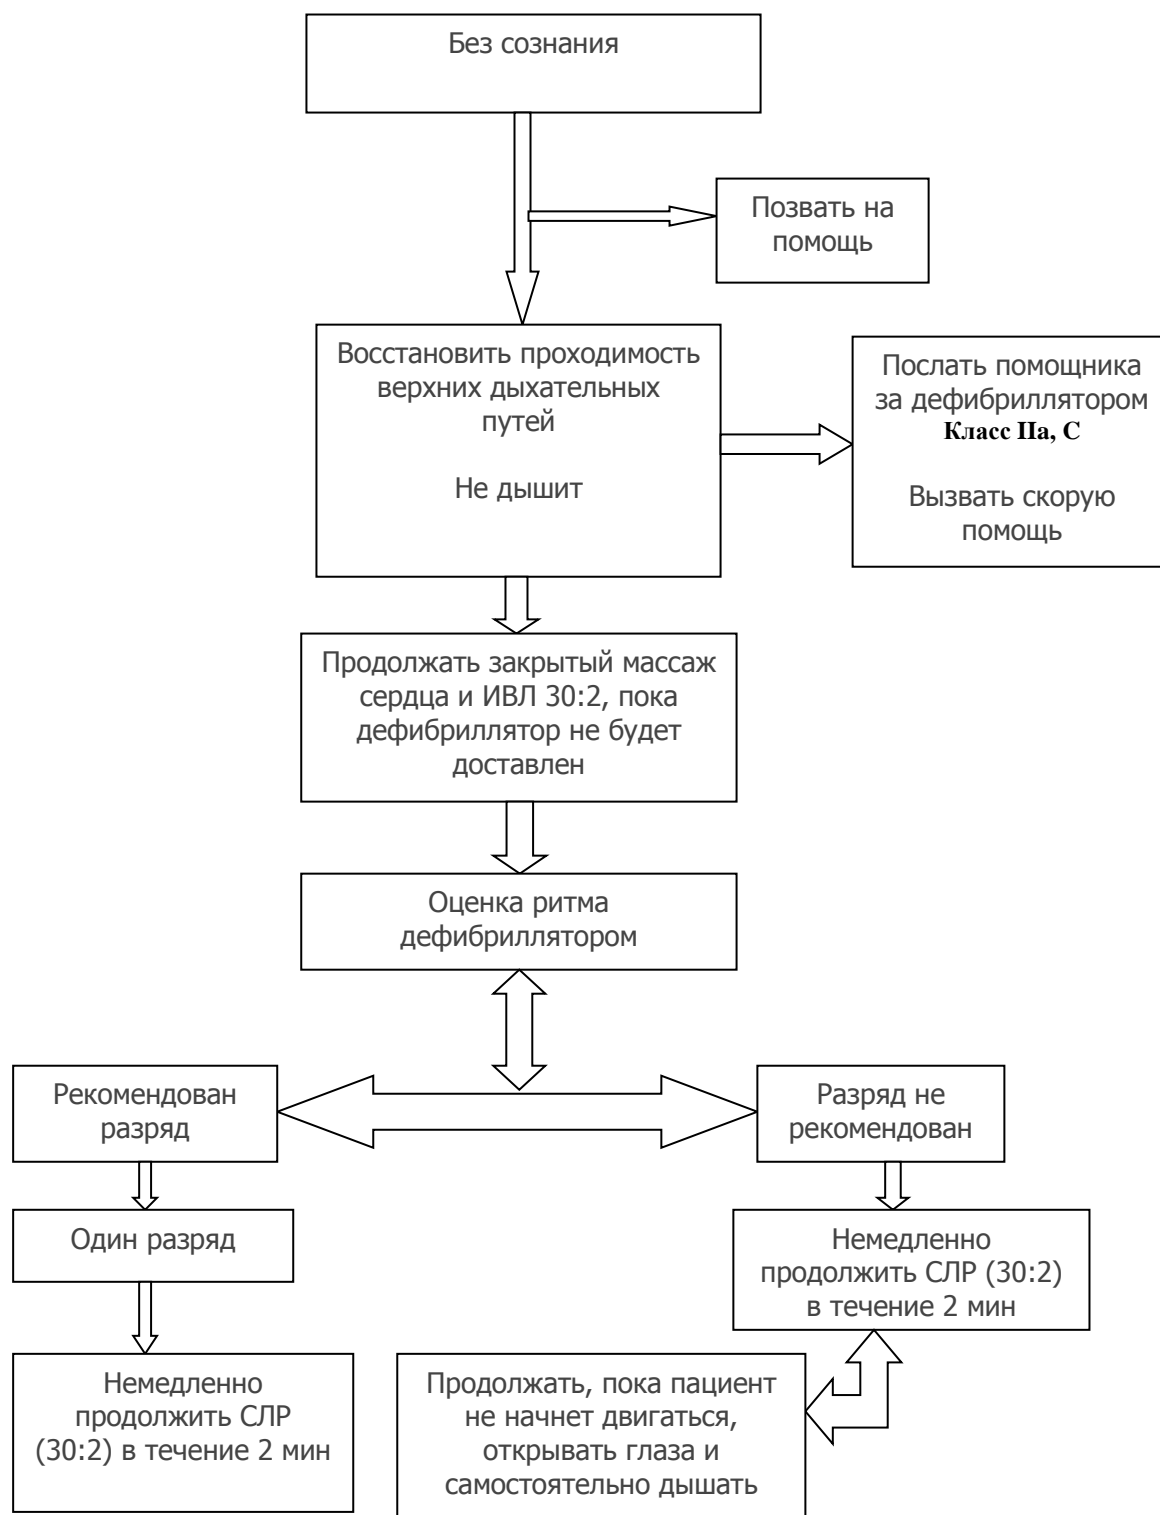 Без сознания
Позвать на
помощь
Восстановить проходимость
верхних дыхательных
путей
Не дышит
Послать помощника
за дефибриллятором
Класс IIa, C
Вызвать скорую
помощь
Продолжать закрытый массаж
сердца и ИВЛ 30:2, пока
дефибриллятор не будет
доставлен
Оценка ритма
дефибриллятором
Рекомендован
разряд
Разряд не
рекомендован
Один разряд
Немедленно
продолжить СЛР (30:2)
в течение 2 мин
Немедленно
продолжить СЛР
(30:2) в течение 2 мин
Продолжать, пока пациент
не начнет двигаться,
открывать глаза и
самостоятельно дышать